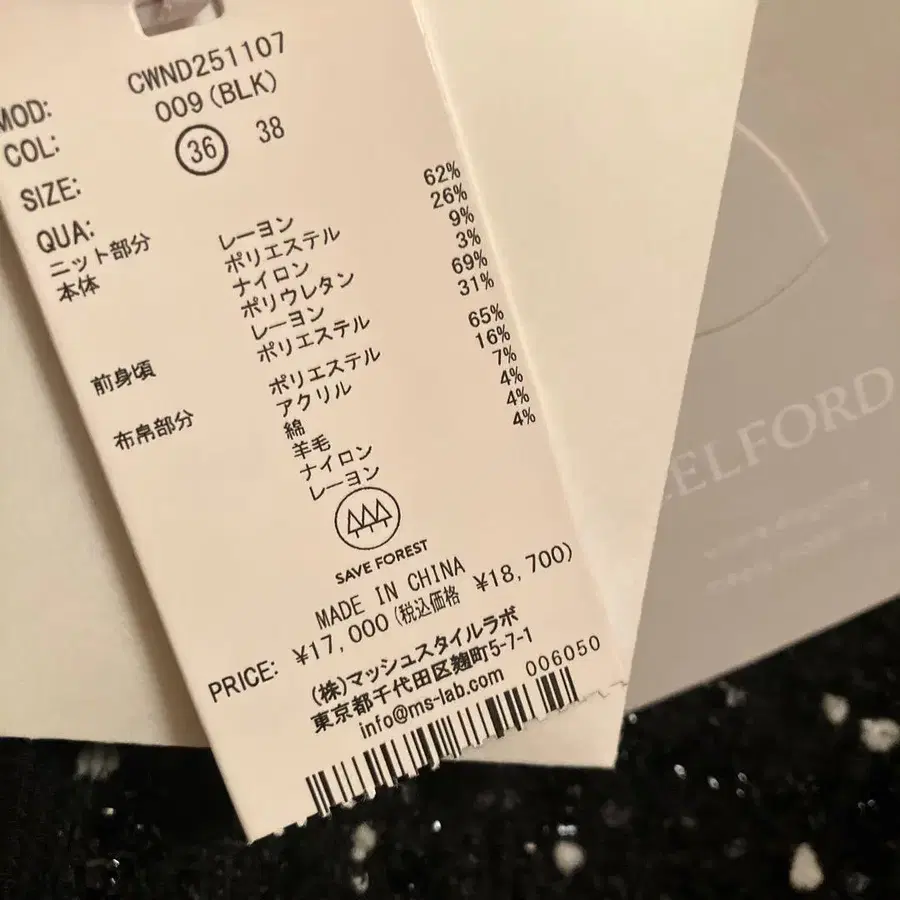 MOD: CWND251107
COL: 009(BLK)
SIZE: 36 38
QUA:
ニット部分
本体 レーヨン 62%
ポリエステル 26%
ナイロン 9%
ポリウレタン 3%
レーヨン 69%
ポリエステル 31%
前身頃
ポリエステル 65%
アクリル 16%
布帛部分 綿 7%
羊毛 4%
ナイロン 4%
レーヨン 4%
SAVE FOREST
MADE IN CHINA
PRICE: ¥17,000(税込価格 ¥18,700)
(株)マッシュスタイルラボ
東京都千代田区麹町5-7-1
info@ms-lab.com 006050
ELFORD